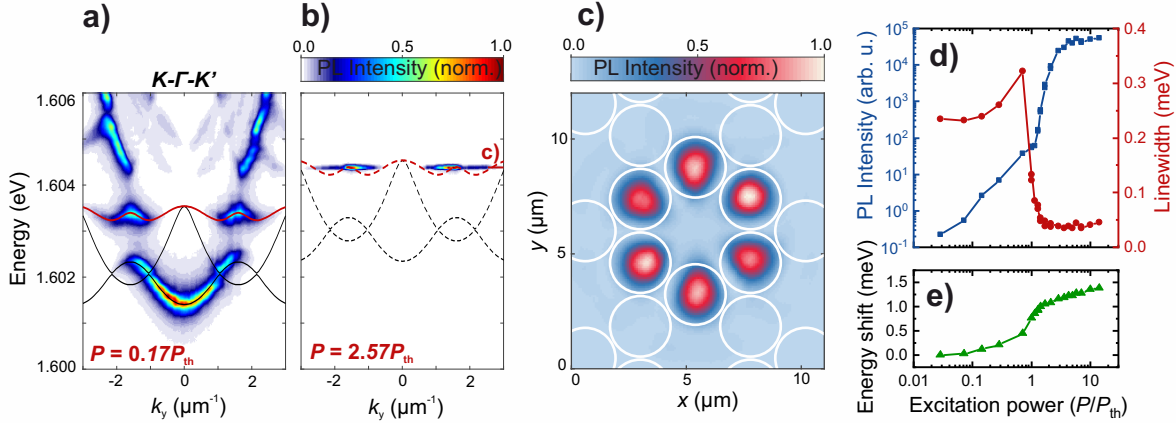 a)
b)
c)
0.0 0.5 1.0
PL Intensity (norm.)
0.0 0.5 1.0
PL Intensity (norm.)
K-Γ-K'
1.606
1.604
1.602
1.600
Energy (eV)
P = 0.17Pth
-2 0 2
ky (µm-1)
c)
P = 2.57Pth
-2 0 2
ky (µm-1)
10
5
0
y (µm)
0 5 10
x (µm)
d)
PL Intensity (arb. u.)
10^5
10^4
10^3
10^2
10^1
10^0
10^-1
0.4
0.3
0.2
0.1
0.0
Linewidth (meV)
e)
Energy shift (meV)
1.5
1.0
0.5
0.0
0.01 0.1 1 10
Excitation power (P/Pth)